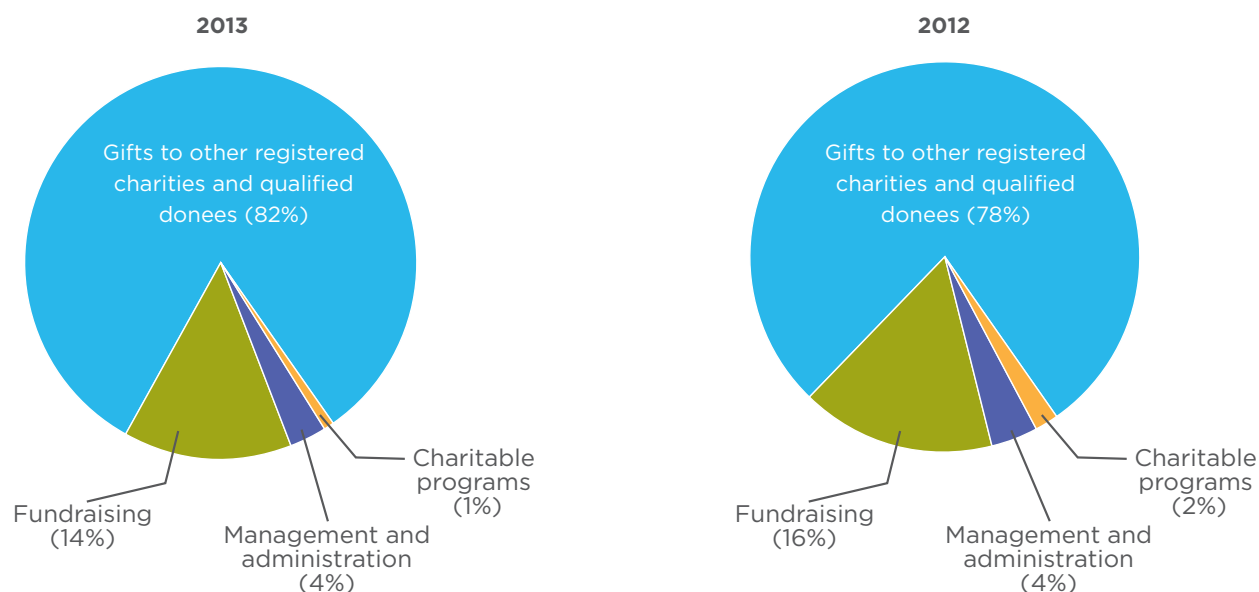 2013
Gifts to other registered
charities and qualified
donees (82%)
Charitable
programs
(1%)
Fundraising
(14%)
Management and
administration
(4%)
2012
Gifts to other registered
charities and qualified
donees (78%)
Charitable
programs
(2%)
Fundraising
(16%)
Management and
administration
(4%)